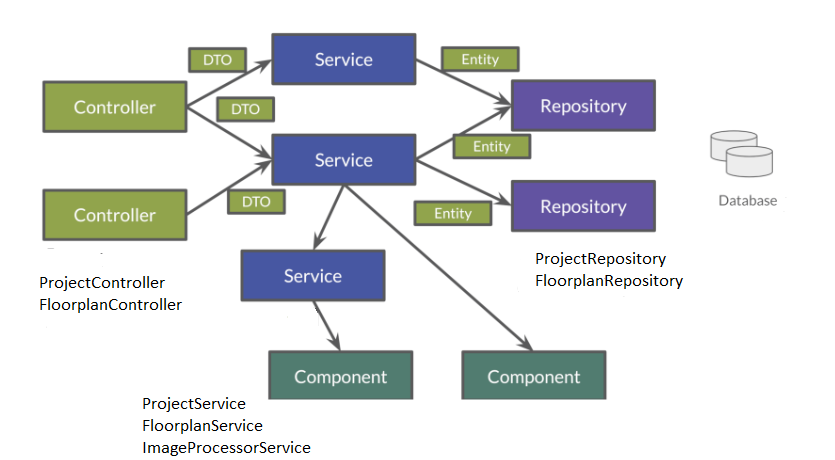 DTO
Service
Entity
Controller
DTO
Repository
Service
Entity
Database
Controller
DTO
Entity
Repository
ProjectController
FloorplanController
Service
ProjectRepository
FloorplanRepository
Component
Component
ProjectService
FloorplanService
ImageProcessorService